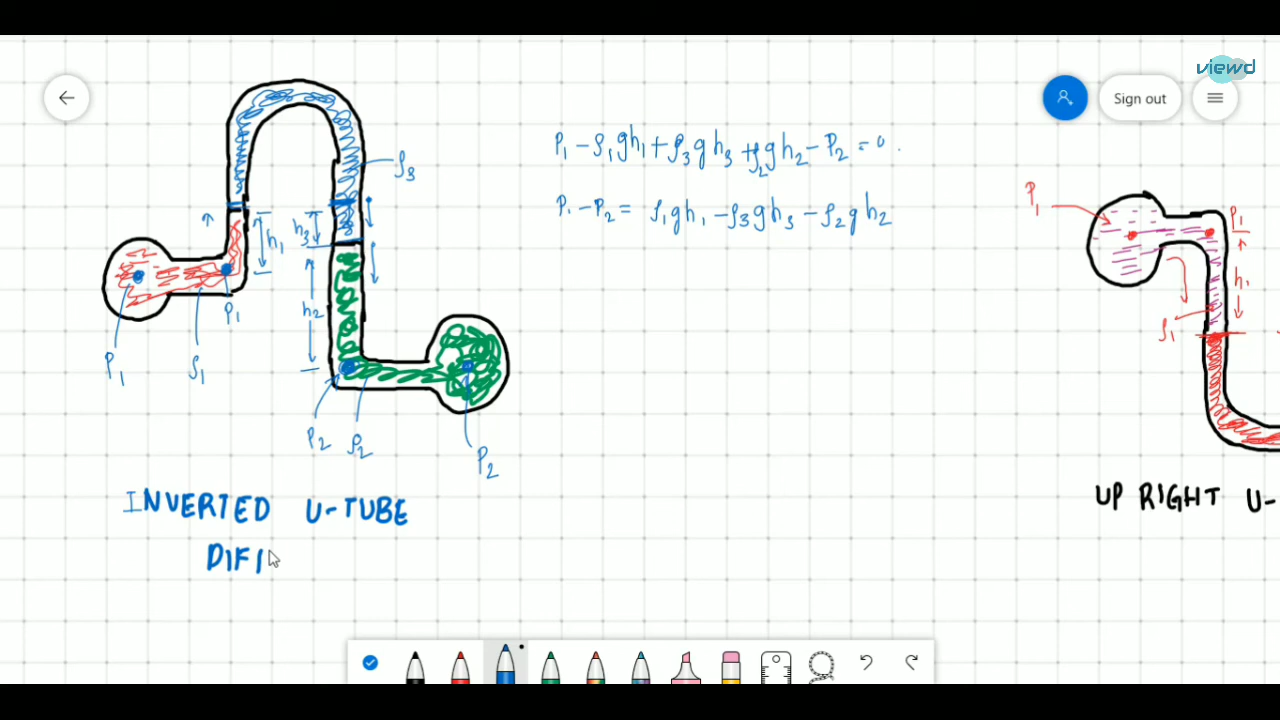 viewd
Sign out
P₁ - ρ₁gh₁ + ρ₃gh₃ + ρ₂gh₂ - P₂ = 0.
P₁ - P₂ = ρ₁gh₁ - ρ₃gh₃ - ρ₂gh₂
ρ₃
h₁
h₃
h₂
P₁
P₁
ρ₁
P₂
ρ₂
P₂
INVERTED U-TUBE
DIFI
P₁
P₁
h₁
ρ₁
UP RIGHT U-